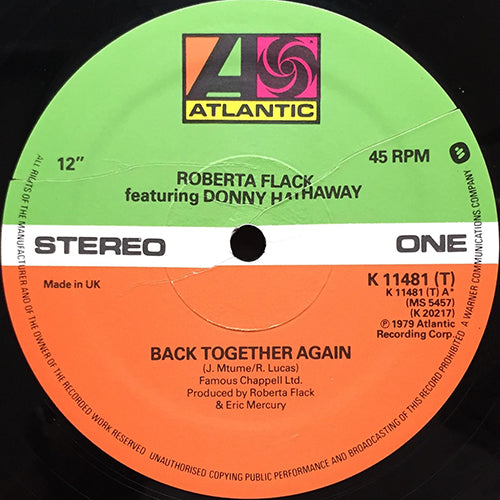 ATLANTIC
12"
45 RPM
ROBERTA FLACK
featuring DONNY HATHAWAY
STEREO
ONE
Made in UK
K 11481 (T)
K 11481 (T) A*
(MS 5457)
(K 20217)
℗ 1979 Atlantic
Recording Corp.
BACK TOGETHER AGAIN
(J. Mtume/R. Lucas)
Famous Chappell Ltd.
Produced by Roberta Flack
& Eric Mercury
ALL RIGHTS OF THE MANUFACTURER AND OF THE OWNER OF THE RECORDED WORK RESERVED. UNAUTHORISED COPYING PUBLIC PERFORMANCE AND BROADCASTING OF THIS RECORD PROHIBITED A WARNER COMMUNICATIONS COMPANY